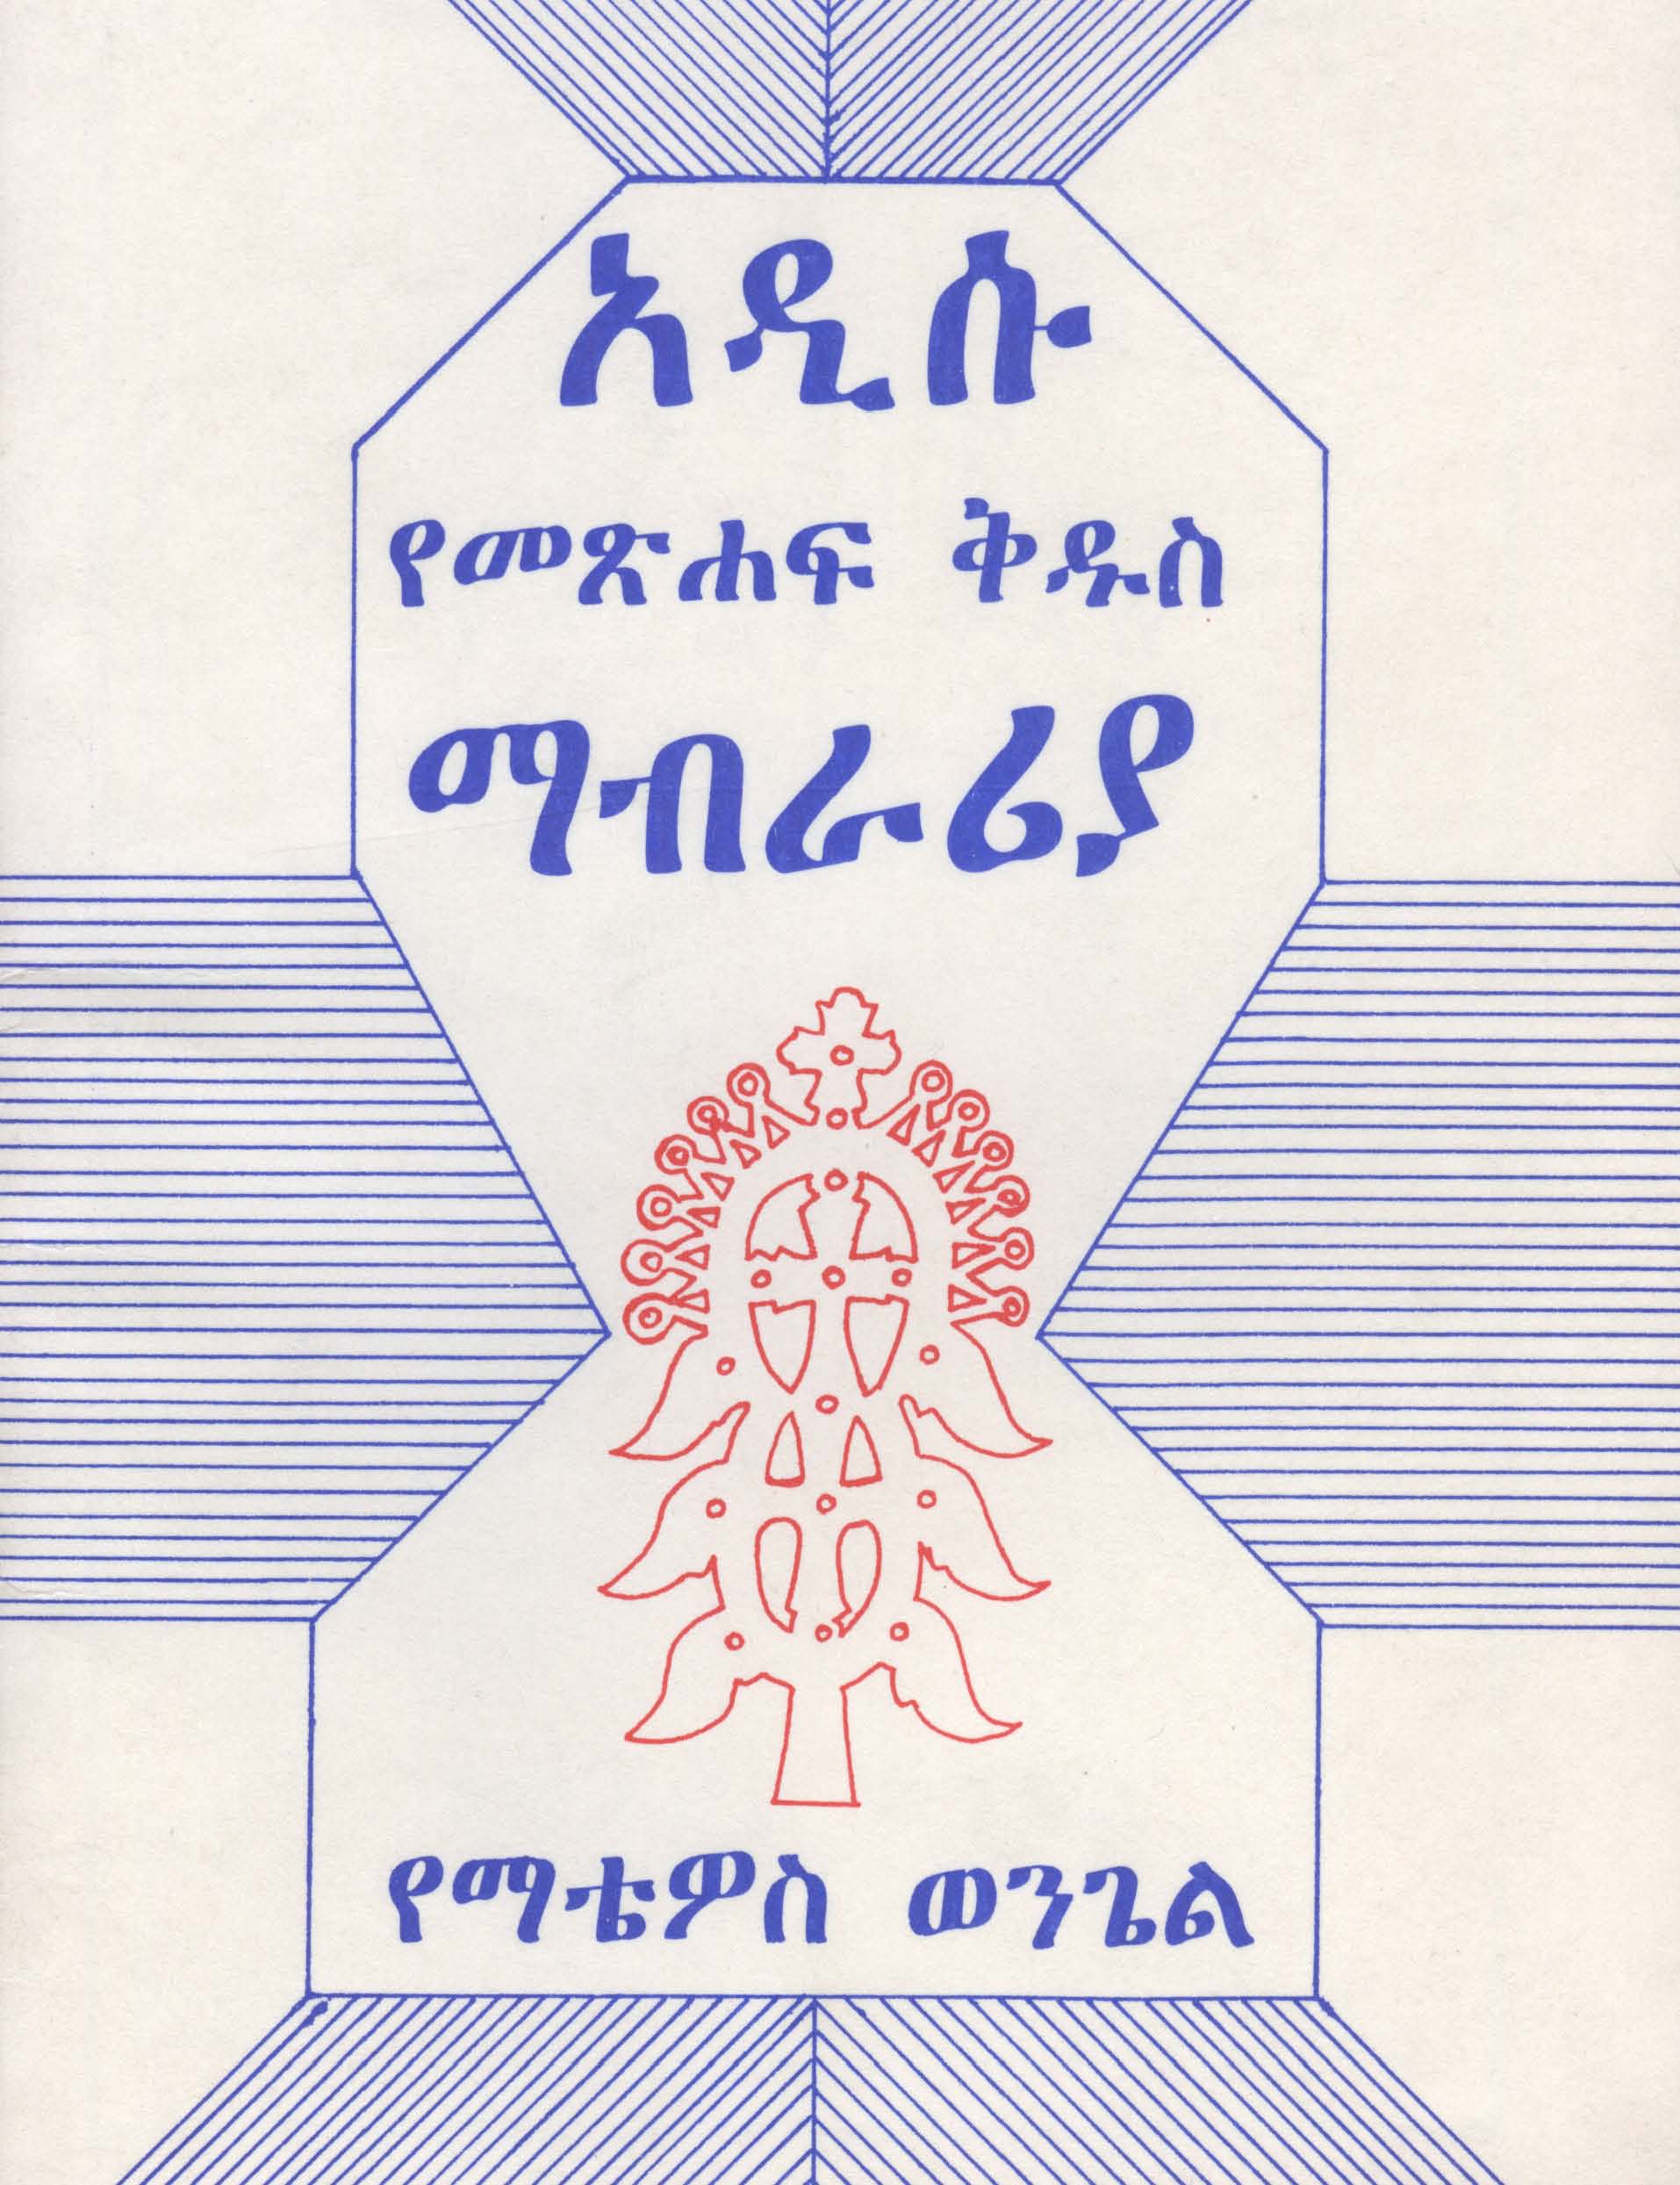 አዲሱ
የመጽሐፍ ቅዱስ
ማብራሪያ
የማቴዎስ ወንጌል